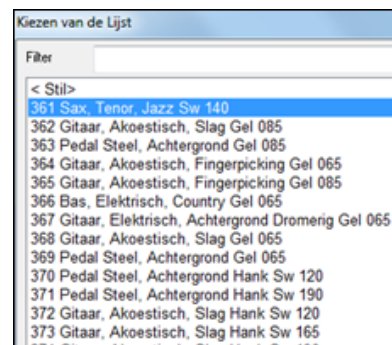 Kiezen van de Lijst
Filter
< Stil>
361 Sax, Tenor, Jazz Sw 140
362 Gitaar, Akoestisch, Slag Gel 085
363 Pedal Steel, Achtergrond Gel 085
364 Gitaar, Akoestisch, Fingerpicking Gel 065
365 Gitaar, Akoestisch, Fingerpicking Gel 085
366 Bas, Elektrisch, Country Gel 065
367 Gitaar, Elektrisch, Achtergrond Dromerig Gel 065
368 Gitaar, Akoestisch, Slag Gel 065
369 Pedal Steel, Achtergrond Gel 065
370 Pedal Steel, Achtergrond Hank Sw 120
371 Pedal Steel, Achtergrond Hank Sw 190
372 Gitaar, Akoestisch, Slag Hank Sw 120
373 Gitaar, Akoestisch, Slag Hank Sw 165